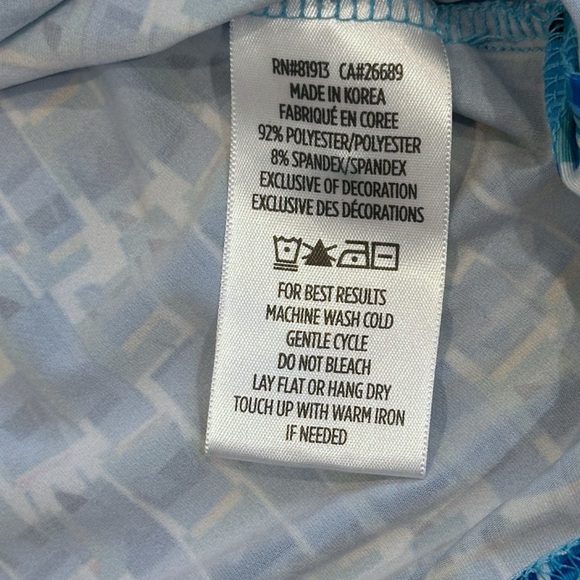 RN#81913 CA#26689
MADE IN KOREA
FABRIQUÉ EN COREE
92% POLYESTER/POLYESTER
8% SPANDEX/SPANDEX
EXCLUSIVE OF DECORATION
EXCLUSIVE DES DÉCORATIONS
FOR BEST RESULTS
MACHINE WASH COLD
GENTLE CYCLE
DO NOT BLEACH
LAY FLAT OR HANG DRY
TOUCH UP WITH WARM IRON
IF NEEDED